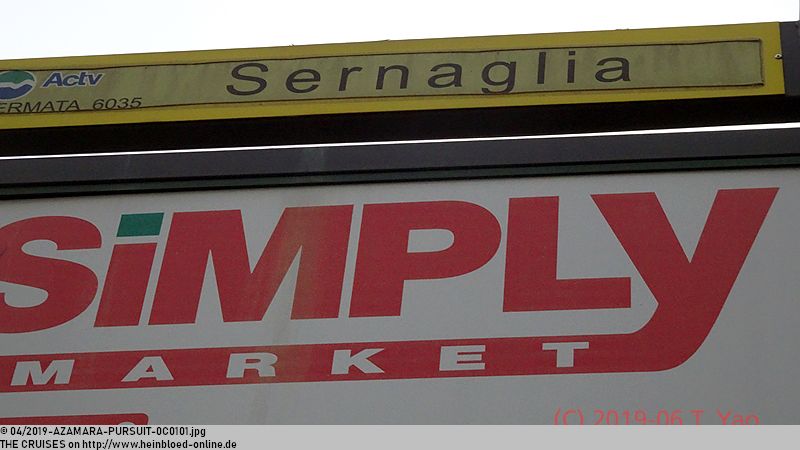 Actv Sernaglia
FERMATA 6035
SiMPLY
MARKET
(C) 2019-06 T. Yao
© 04/2019-AZAMARA-PURSUIT-0C0101.jpg
THE CRUISES on http://www.heinbloed-online.de